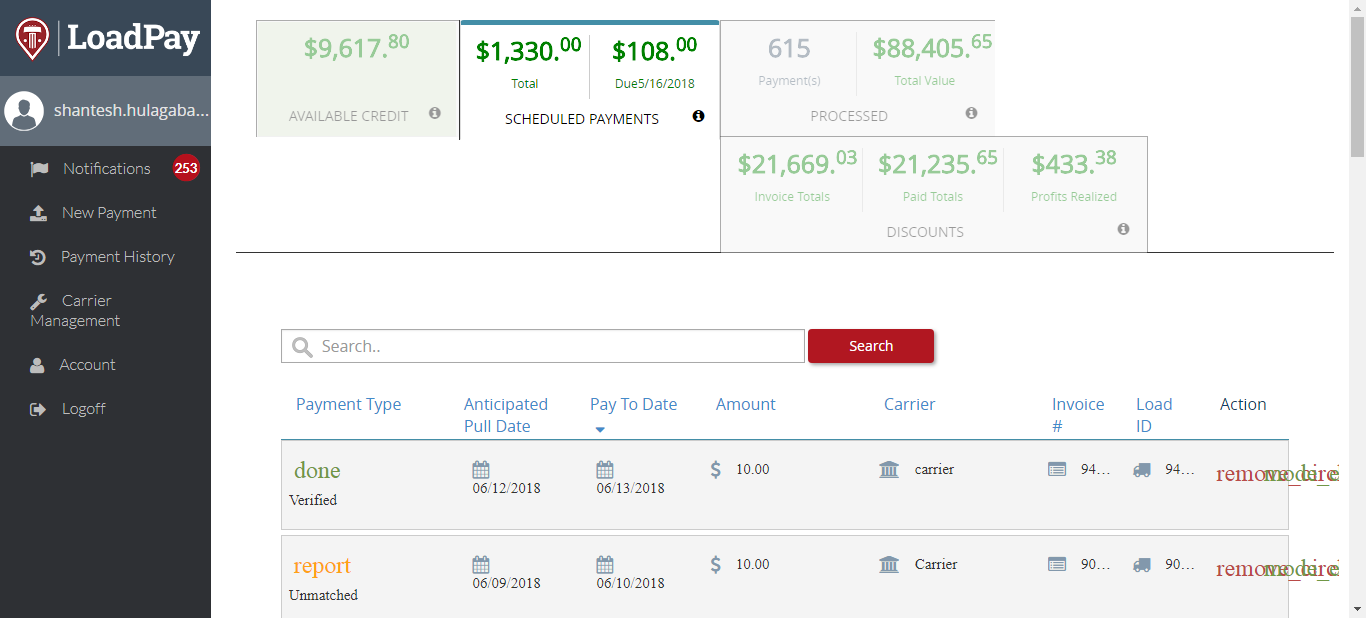 LoadPay
shantesh.hulagaba...
Notifications 253
New Payment
Payment History
Carrier
Management
Account
Logoff
$9,617.80
AVAILABLE CREDIT
$1,330.00 $108.00
Total Due5/16/2018
SCHEDULED PAYMENTS
615 $88,405.65
Payment(s) Total Value
PROCESSED
$21,669.03 $21,235.65 $433.38
Invoice Totals Paid Totals Profits Realized
DISCOUNTS
Search..
Search
Payment Type Anticipated Pay To Date Amount Carrier Invoice Load Action
Pull Date # ID
done 10.00 carrier 94... 94... remove
Verified 06/12/2018 06/13/2018
report 10.00 Carrier 90... 90... remove
Unmatched 06/09/2018 06/10/2018